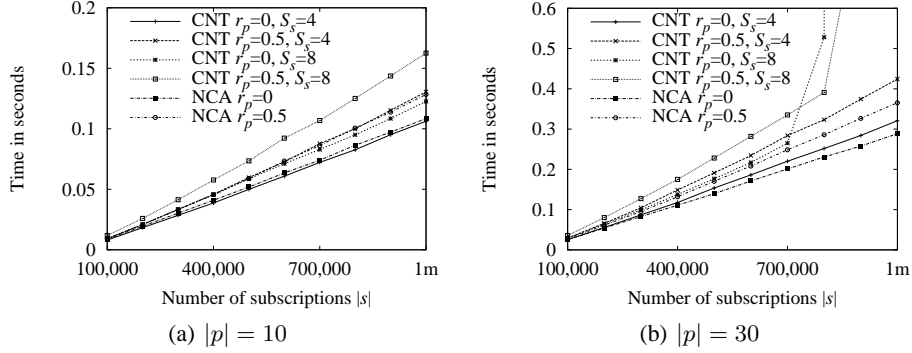 0.2
0.15
0.1
0.05
0
Time in seconds
CNT r_p=0, S_s=4
CNT r_p=0.5, S_s=4
CNT r_p=0, S_s=8
CNT r_p=0.5, S_s=8
NCA r_p=0
NCA r_p=0.5
100,000 400,000 700,000 1m
Number of subscriptions |s|
(a) |p| = 10
0.6
0.5
0.4
0.3
0.2
0.1
0
Time in seconds
CNT r_p=0, S_s=4
CNT r_p=0.5, S_s=4
CNT r_p=0, S_s=8
CNT r_p=0.5, S_s=8
NCA r_p=0
NCA r_p=0.5
100,000 400,000 700,000 1m
Number of subscriptions |s|
(b) |p| = 30